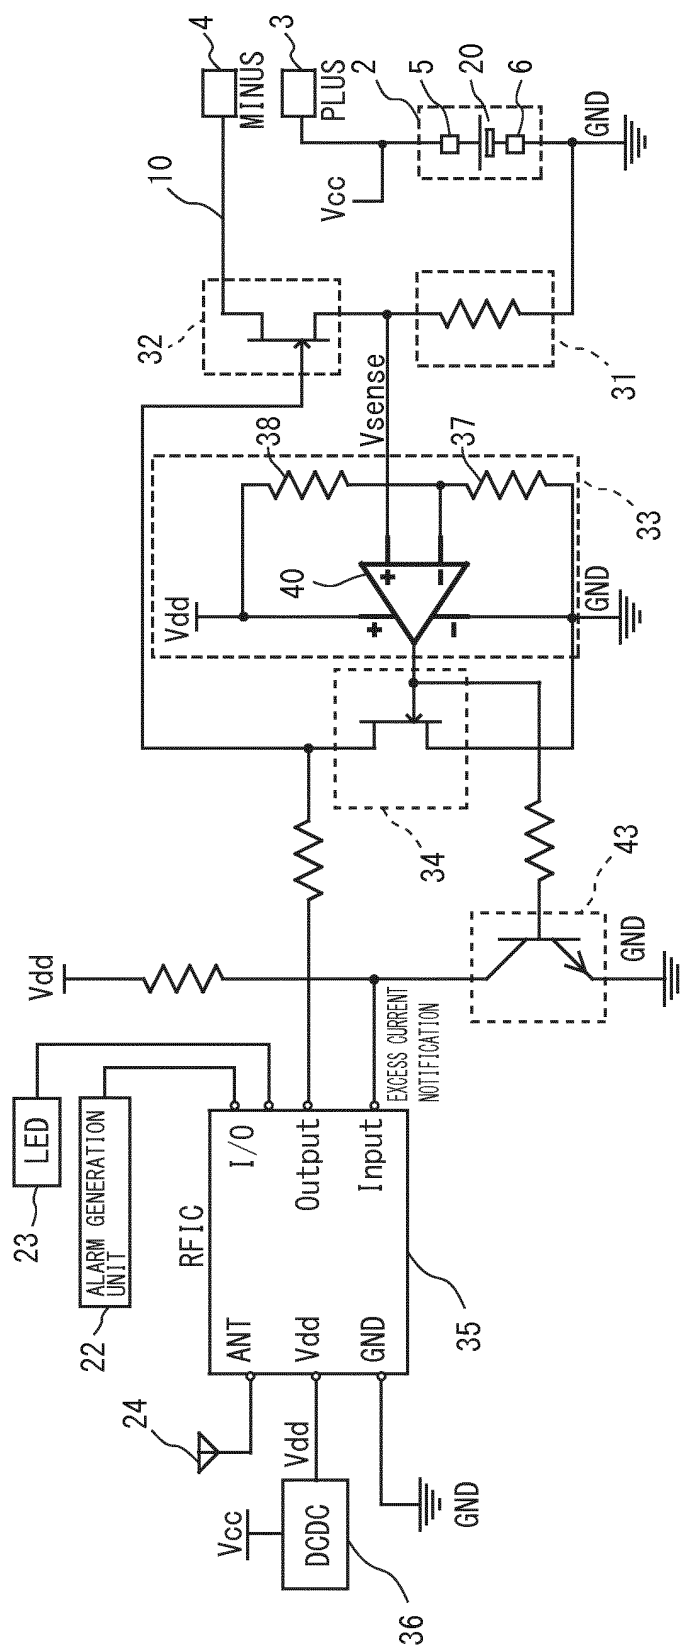 4
MINUS
3
PLUS
2
5
20
6
GND
Vcc
10
32
31
Vsense
38
37
33
40
Vdd
+
-
+
-
GND
34
43
GND
Vdd
EXCESS CURRENT
NOTIFICATION
LED
23
ALARM GENERATION
UNIT
22
RFIC
I/O
Output
Input
ANT
Vdd
GND
35
24
Vdd
Vcc
DCDC
36
GND